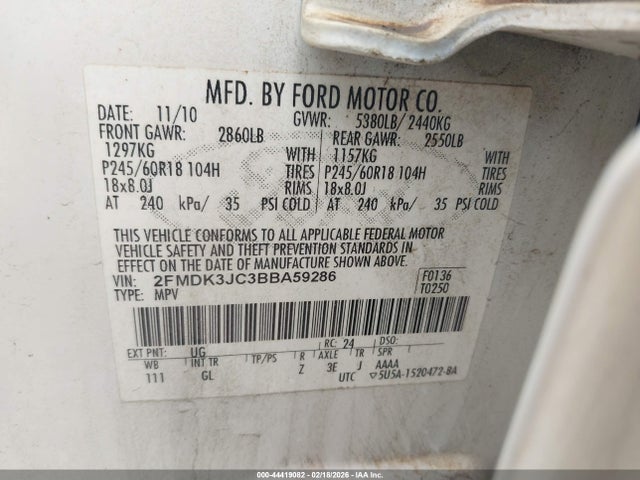 MFD. BY FORD MOTOR CO.
DATE: 11/10 GVWR: 5380LB/ 2440KG
FRONT GAWR: 2860LB REAR GAWR: 2550LB
1297KG WITH 1157KG WITH
P245/60R18 104H TIRES P245/60R18 104H TIRES
18x8.0J RIMS 18x8.0J RIMS
AT 240 kPa/ 35 PSI COLD AT 240 kPa/ 35 PSI COLD
THIS VEHICLE CONFORMS TO ALL APPLICABLE FEDERAL MOTOR
VEHICLE SAFETY AND THEFT PREVENTION STANDARDS IN
EFFECT ON THE DATE OF MANUFACTURE SHOWN ABOVE.
VIN: 2FMDK3JC3BBA59286 F0136
TYPE: MPV T0250
EXT PNT: UG RC: 24 DSO:
WB INT TR TP/PS R AXLE TR SPR
111 GL Z 3E J AAAA
UTC 5U5A-1520472-BA
000-44419082 | 02/18/2026 - IAA, Inc.